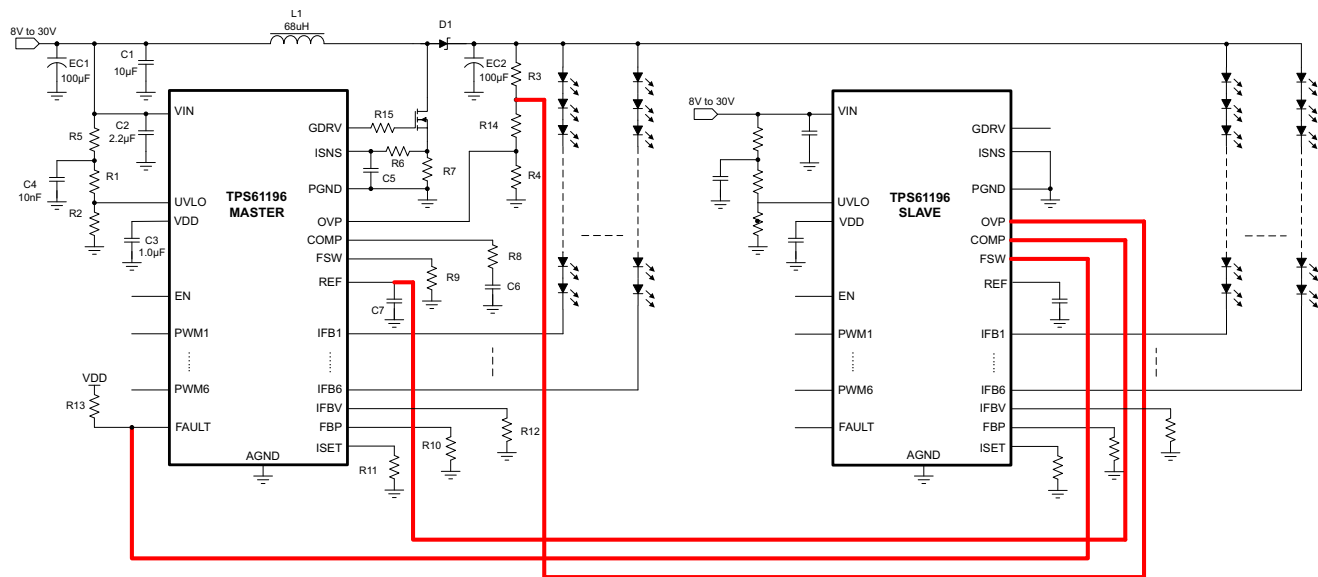 8V to 30V
L1
68uH
D1
EC1
100µF
C1
10µF
EC2
100µF
R3
R14
R4
R5
C2
2.2µF
C4
10nF
R1
R2
C3
1.0µF
VDD
R13
TPS61196
MASTER
VIN
UVLO
VDD
EN
PWM1
PWM6
FAULT
AGND
GDRV
ISNS
PGND
OVP
COMP
FSW
REF
IFB1
IFB6
IFBV
FBP
ISET
R15
R6
C5
R7
R8
R9
C6
C7
R12
R10
R11
8V to 30V
TPS61196
SLAVE
VIN
UVLO
VDD
EN
PWM1
PWM6
FAULT
AGND
GDRV
ISNS
PGND
OVP
COMP
FSW
REF
IFB1
IFB6
IFBV
FBP
ISET